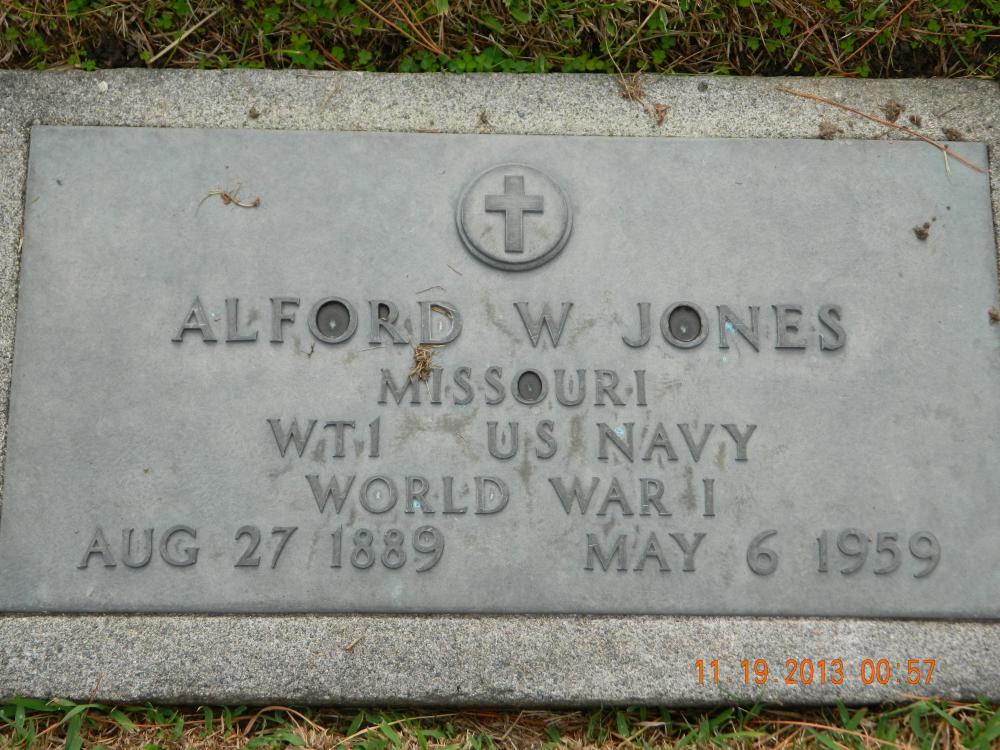 ALFORD W JONES
MISSOURI
WT1 US NAVY
WORLD WAR I
AUG 27 1889 MAY 6 1959
11.19.2013 00:57